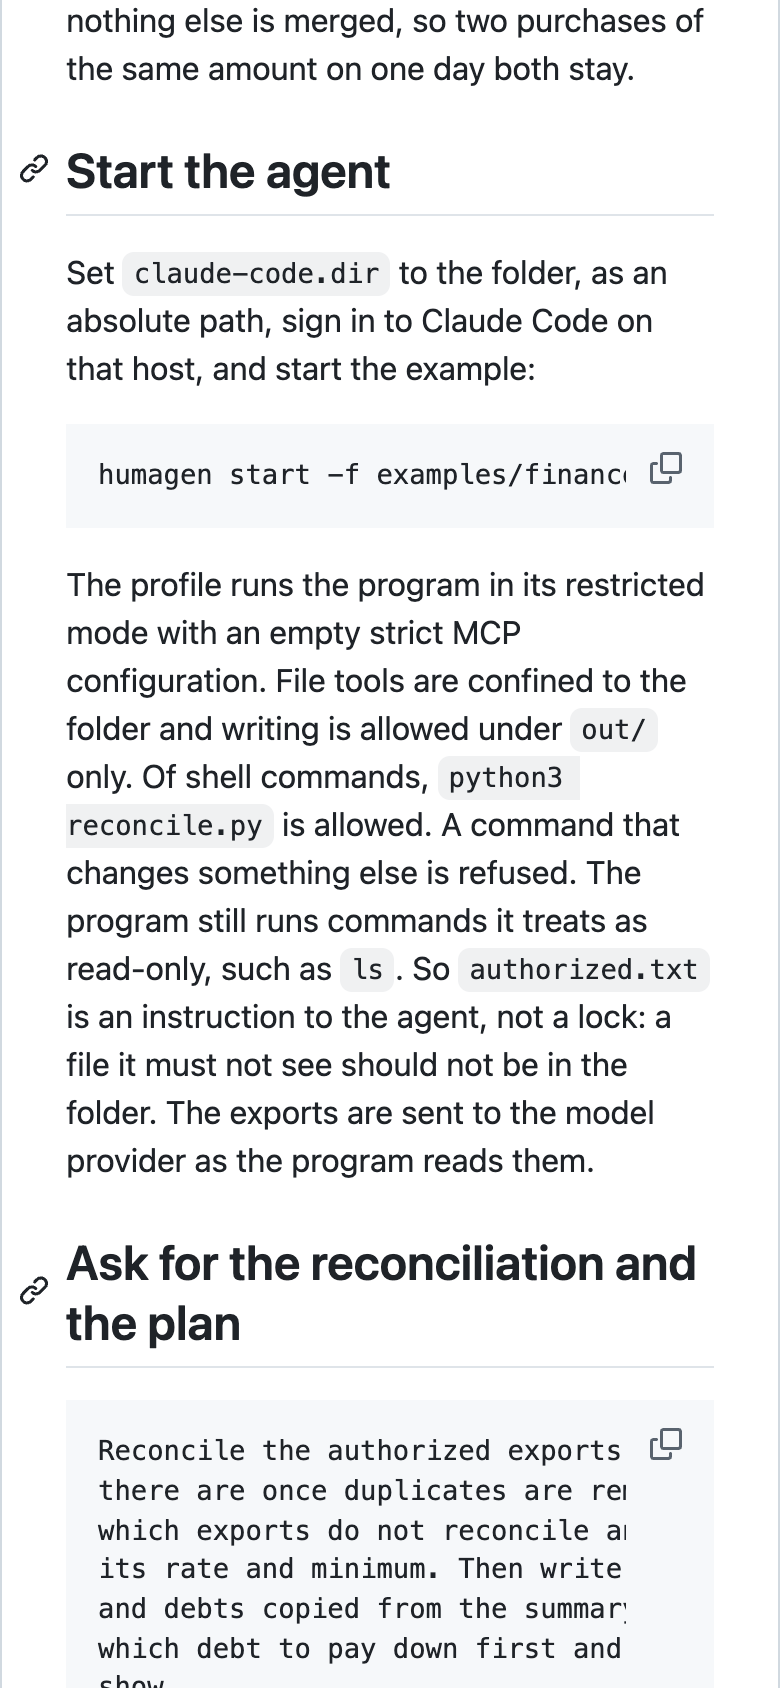 nothing else is merged, so two purchases of
the same amount on one day both stay.
Start the agent
Set claude-code.dir to the folder, as an
absolute path, sign in to Claude Code on
that host, and start the example:
humagen start -f examples/financ
The profile runs the program in its restricted
mode with an empty strict MCP
configuration. File tools are confined to the
folder and writing is allowed under out/
only. Of shell commands, python3
reconcile.py is allowed. A command that
changes something else is refused. The
program still runs commands it treats as
read-only, such as ls . So authorized.txt
is an instruction to the agent, not a lock: a
file it must not see should not be in the
folder. The exports are sent to the model
provider as the program reads them.
Ask for the reconciliation and
the plan
Reconcile the authorized exports
there are once duplicates are
which exports do not reconcile
its rate and minimum. Then write
and debts copied from the summary
which debt to pay down first and
show